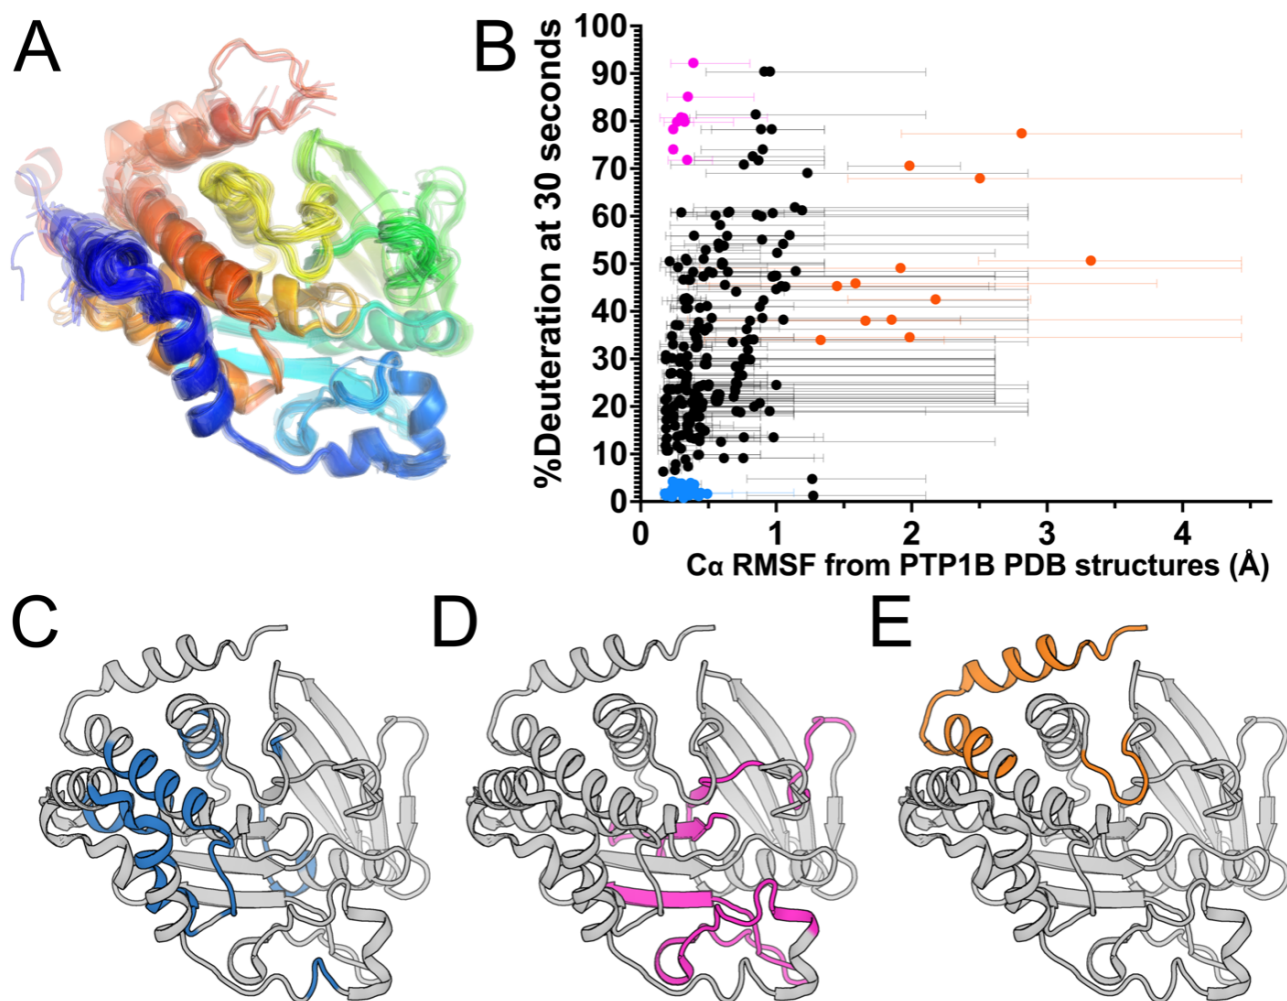 A
B
%Deuteration at 30 seconds
100
90
80
70
60
50
40
30
20
10
0
0 1 2 3 4
Cα RMSF from PTP1B PDB structures (Å)
C
D
E